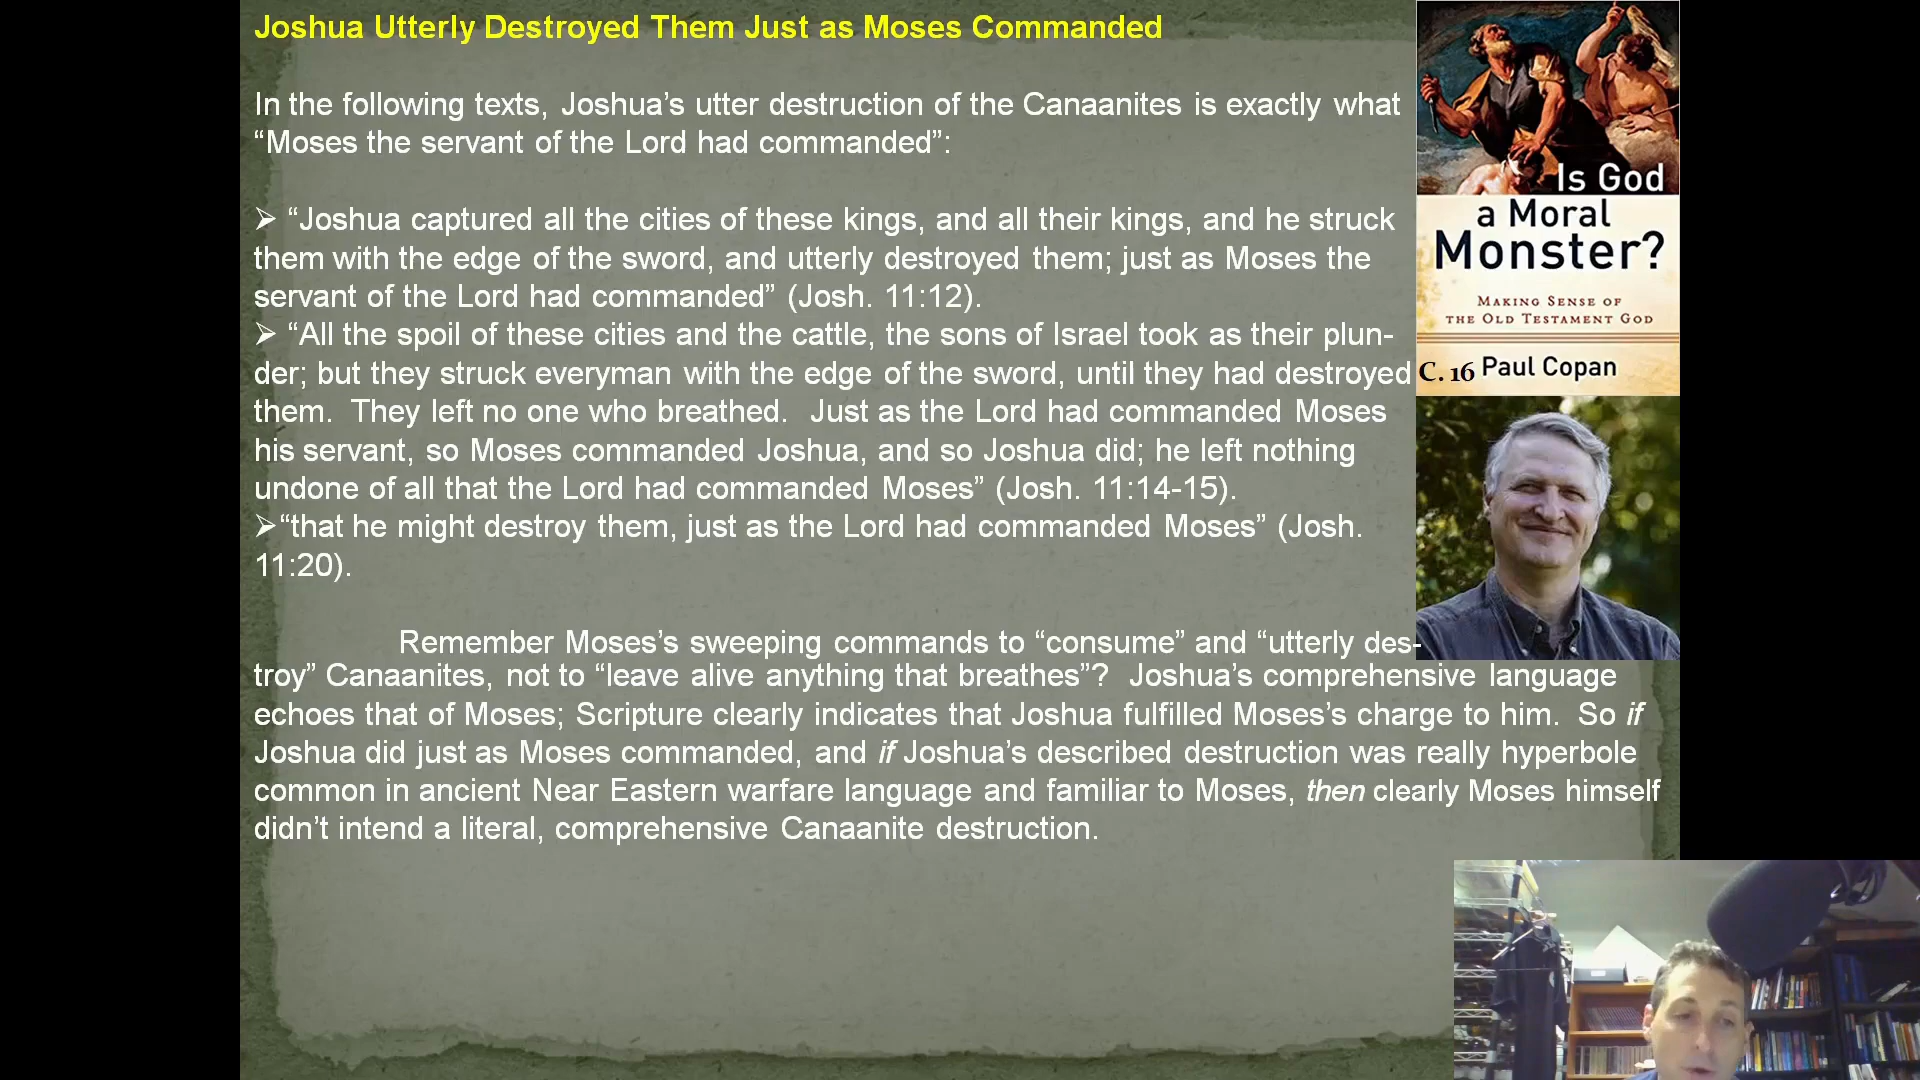 Joshua Utterly Destroyed Them Just as Moses Commanded
In the following texts, Joshua’s utter destruction of the Canaanites is exactly what
“Moses the servant of the Lord had commanded”:
➢ “Joshua captured all the cities of these kings, and all their kings, and he struck
them with the edge of the sword, and utterly destroyed them; just as Moses the
servant of the Lord had commanded” (Josh. 11:12).
➢ “All the spoil of these cities and the cattle, the sons of Israel took as their plun-
der; but they struck everyman with the edge of the sword, until they had destroyed
them. They left no one who breathed. Just as the Lord had commanded Moses
his servant, so Moses commanded Joshua, and so Joshua did; he left nothing
undone of all that the Lord had commanded Moses” (Josh. 11:14-15).
➢“that he might destroy them, just as the Lord had commanded Moses” (Josh.
11:20).
Remember Moses’s sweeping commands to “consume” and “utterly des-
troy” Canaanites, not to “leave alive anything that breathes”? Joshua’s comprehensive language
echoes that of Moses; Scripture clearly indicates that Joshua fulfilled Moses’s charge to him. So if
Joshua did just as Moses commanded, and if Joshua’s described destruction was really hyperbole
common in ancient Near Eastern warfare language and familiar to Moses, then clearly Moses himself
didn’t intend a literal, comprehensive Canaanite destruction.
Is God
a Moral
Monster?
Making Sense of
the Old Testament God
C. 16 Paul Copan